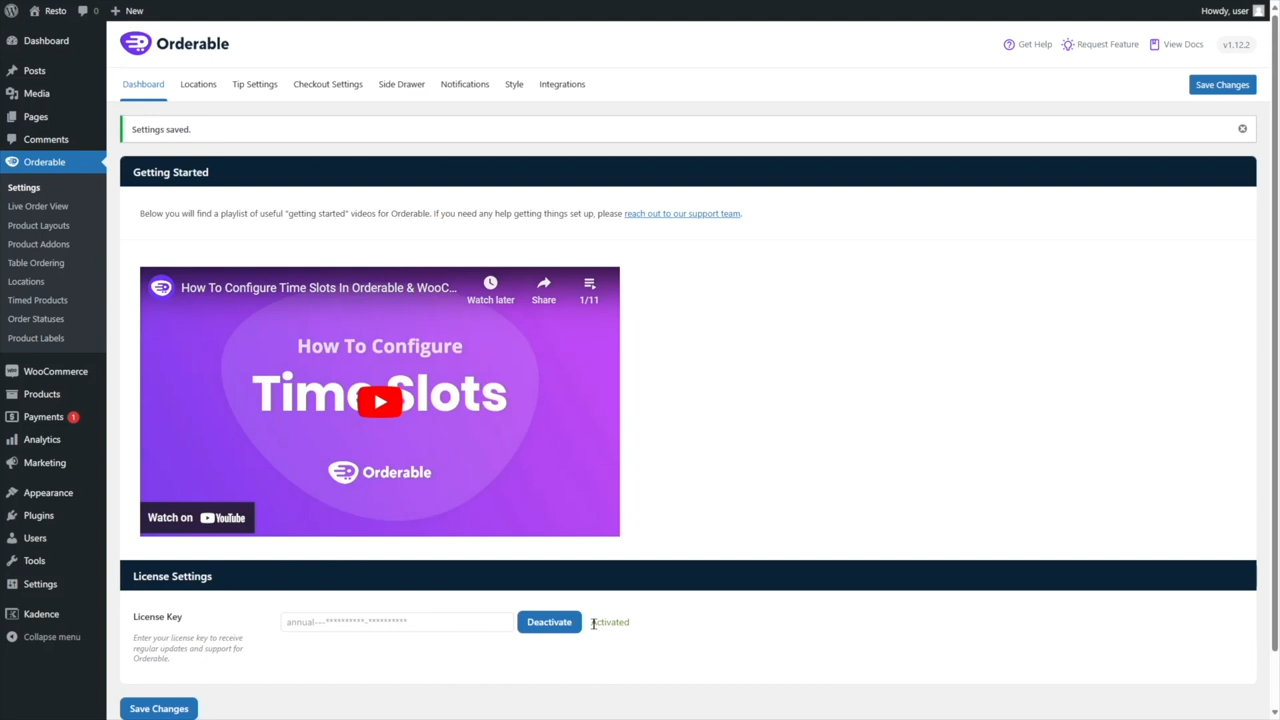 Resto
0
New
Howdy, user
Dashboard
Posts
Media
Pages
Comments
Orderable
Settings
Live Order View
Product Layouts
Product Addons
Table Ordering
Locations
Timed Products
Order Statuses
Product Labels
WooCommerce
Products
Payments 1
Analytics
Marketing
Appearance
Plugins
Users
Tools
Settings
Kadence
Collapse menu
Orderable
Get Help Request Feature View Docs v1.12.2
Dashboard Locations Tip Settings Checkout Settings Side Drawer Notifications Style Integrations Save Changes
Settings saved.
Getting Started
Below you will find a playlist of useful "getting started" videos for Orderable. If you need any help getting things set up, please reach out to our support team.
How To Configure Time Slots In Orderable & WooC...
Watch later Share 1/11
How To Configure
Time Slots
Orderable
Watch on YouTube
License Settings
License Key
Enter your license key to receive
regular updates and support for
Orderable.
annual---**********-**********
Deactivate
Activated
Save Changes